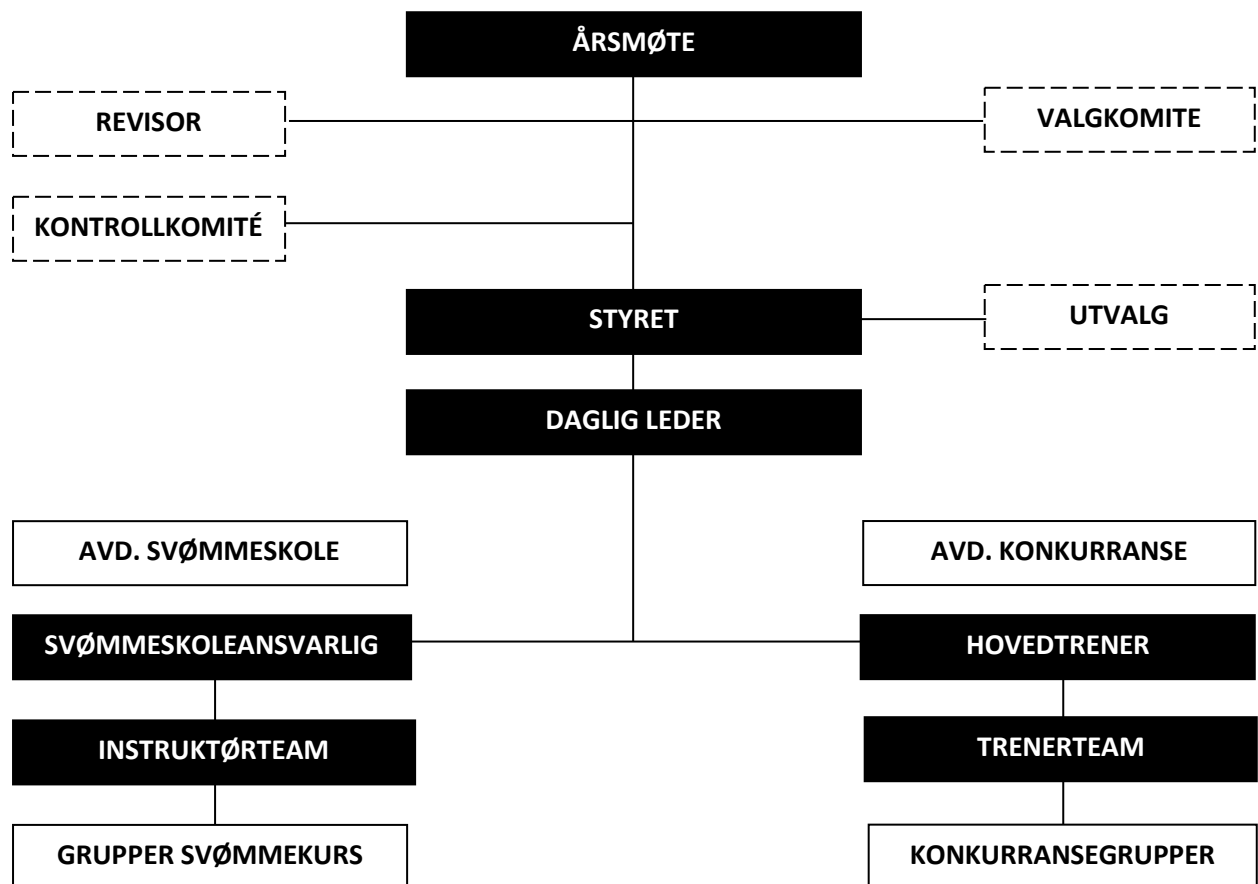 ÅRSMØTE
REVISOR
VALGKOMITE
KONTROLLKOMITÉ
STYRET
UTVALG
DAGLIG LEDER
AVD. SVØMMESKOLE
AVD. KONKURRANSE
SVØMMESKOLEANSVARLIG
HOVEDTRENER
INSTRUKTØRTEAM
TRENERTEAM
GRUPPER SVØMMEKURS
KONKURRANSEGRUPPER